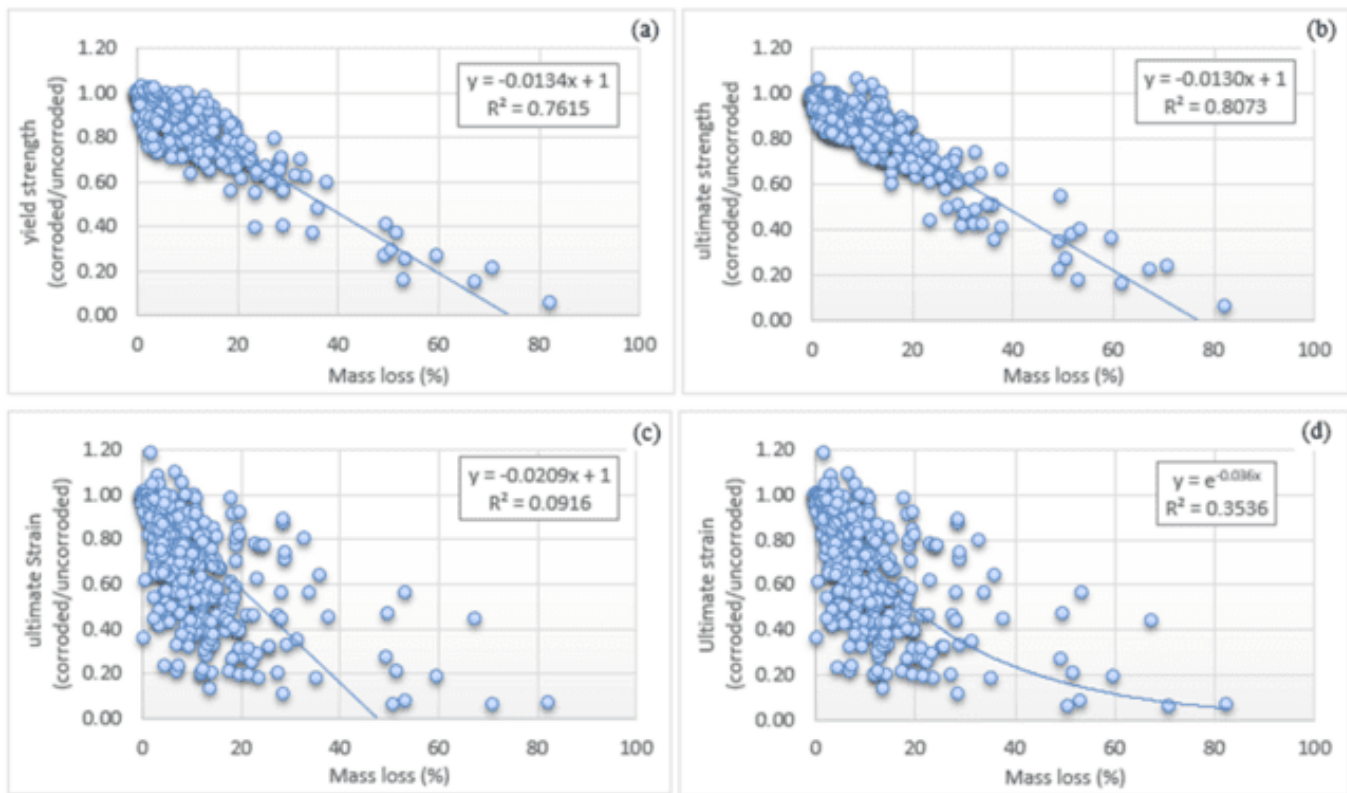 (a)
1.20
1.00
0.80
0.60
0.40
0.20
0.00
yield strength
(corroded/uncorroded)
y = -0.0134x + 1
R² = 0.7615
0 20 40 60 80 100
Mass loss (%)
(b)
1.20
1.00
0.80
0.60
0.40
0.20
0.00
ultimate strength
(corroded/uncorroded
y = -0.0130x + 1
R² = 0.8073
0 20 40 60 80 100
Mass loss (%)
(c)
1.20
1.00
0.80
0.60
0.40
0.20
0.00
ultimate Strain
(corroded/uncorroded)
y = -0.0209x + 1
R² = 0.0916
0 20 40 60 80 100
Mass loss (%)
(d)
1.20
1.00
0.80
0.60
0.40
0.20
0.00
Ultimate strain
(corroded/uncorroded)
y = e^-0.036x
R² = 0.3536
0 20 40 60 80 100
Mass loss (%)